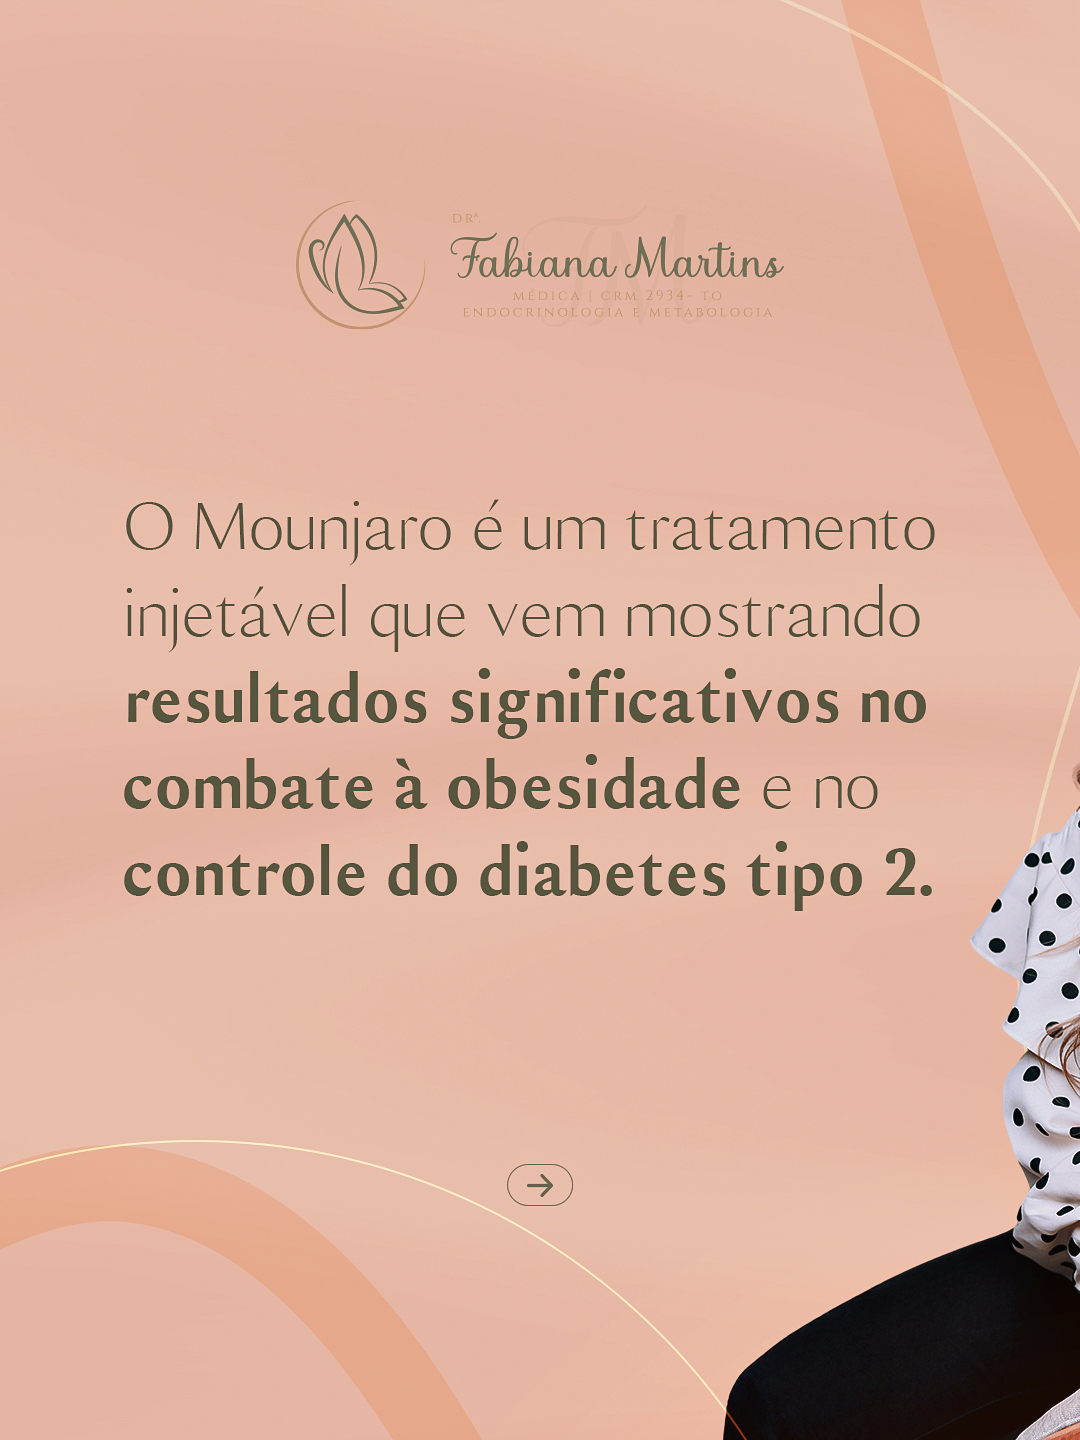 DRª.
Fabiana Martins
MÉDICA | CRM 2934- TO
ENDOCRINOLOGIA E METABOLOGIA
O Mounjaro é um tratamento
injetável que vem mostrando
resultados significativos no
combate à obesidade e no
controle do diabetes tipo 2.